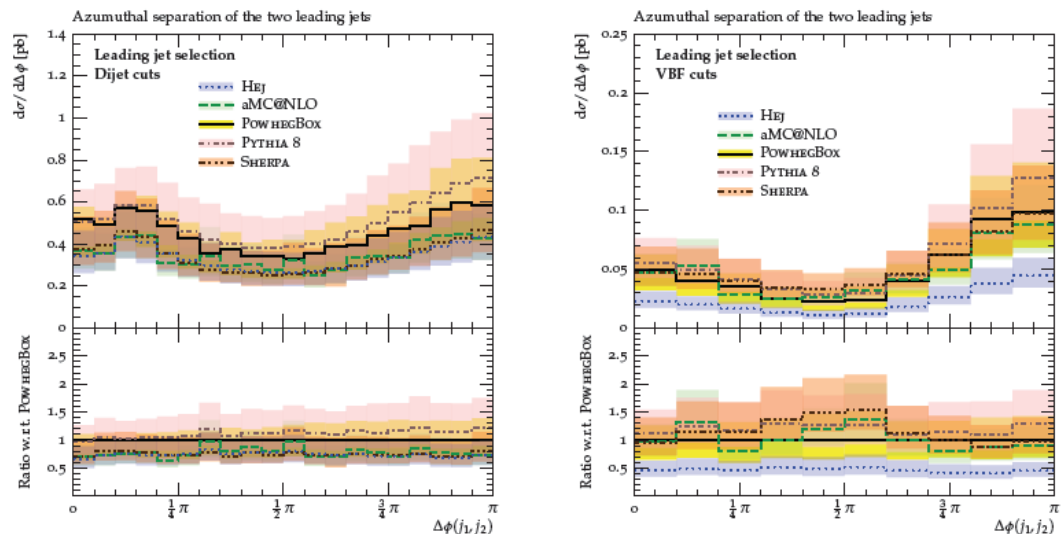 Azumuthal separation of the two leading jets
dσ/dΔφ [pb]
Leading jet selection
Dijet cuts
HEJ
aMC@NLO
POWHEGBOX
PYTHIA 8
SHERPA
1.4
1.2
1
0.8
0.6
0.4
0.2
0
Ratio w.r.t. POWHEGBOX
2.5
2
1.5
1
0.5
0
1/4 π
1/2 π
3/4 π
π
Δφ(j1, j2)
Azumuthal separation of the two leading jets
dσ/dΔφ [pb]
Leading jet selection
VBF cuts
HEJ
aMC@NLO
POWHEGBOX
PYTHIA 8
SHERPA
0.25
0.2
0.15
0.1
0.05
0
Ratio w.r.t. POWHEGBOX
2.5
2
1.5
1
0.5
0
1/4 π
1/2 π
3/4 π
π
Δφ(j1, j2)